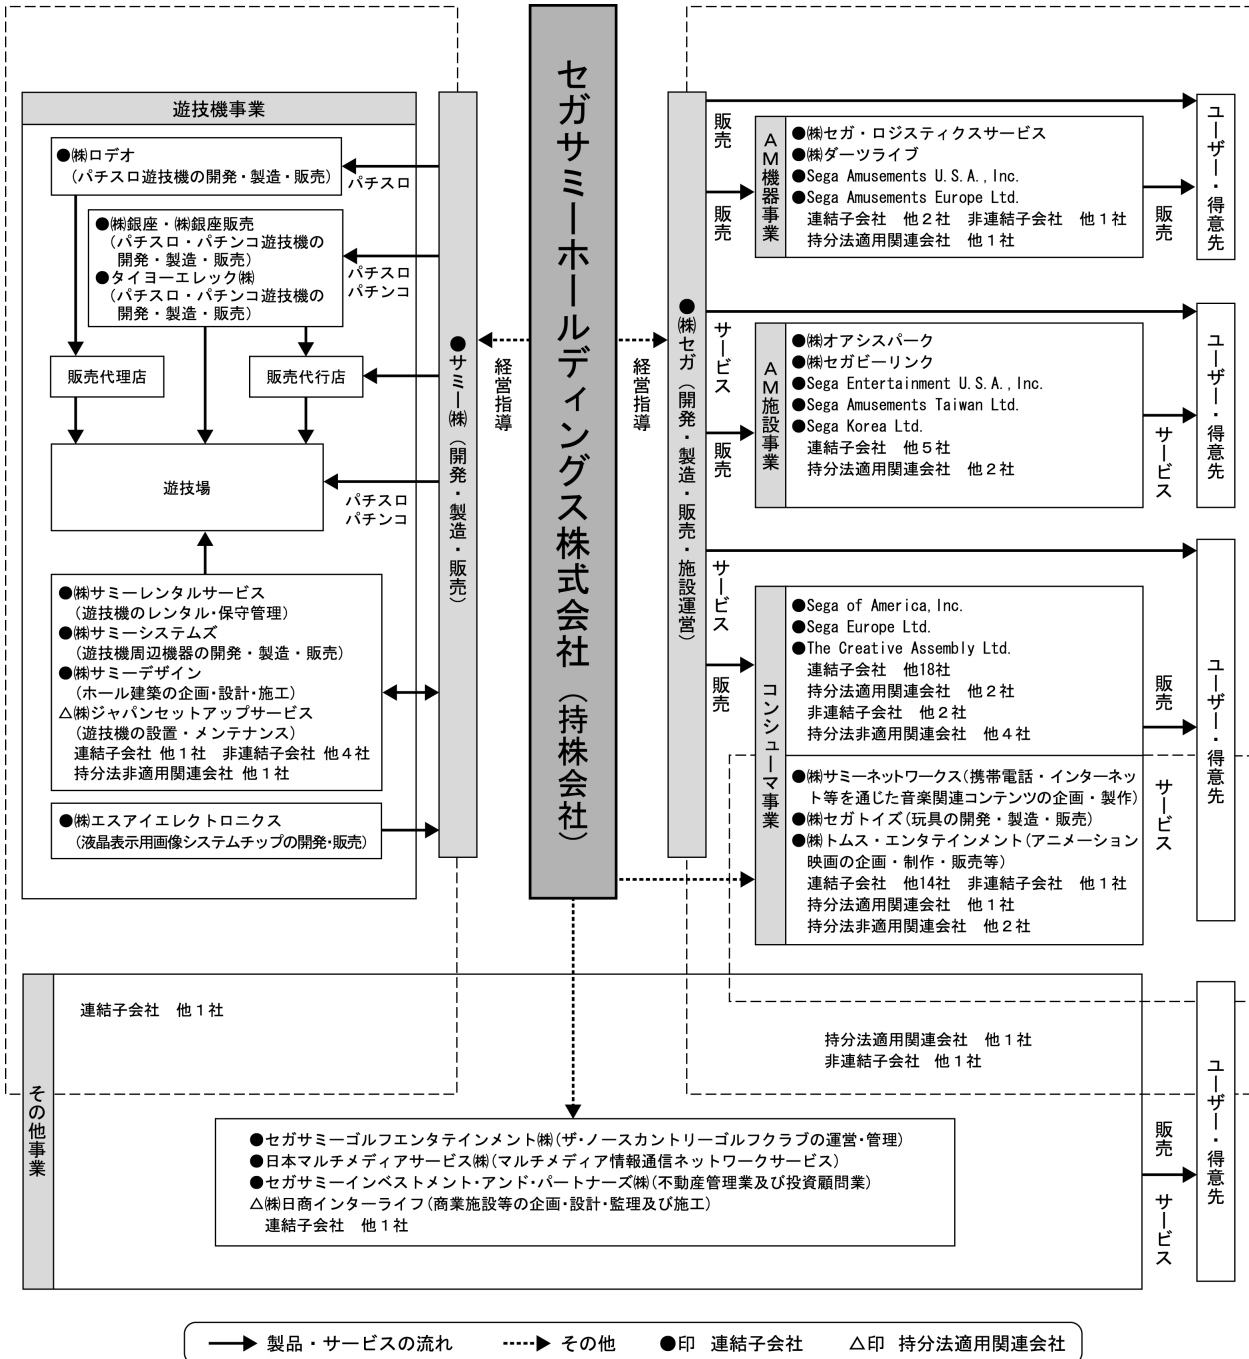 セガサミーホールディングス株式会社（持株会社）
経営指導
経営指導
●サミー㈱（開発・製造・販売）
遊技機事業
●㈱ロデオ
（パチスロ遊技機の開発・製造・販売）
パチスロ
●㈱銀座・㈱銀座販売
（パチスロ・パチンコ遊技機の
開発・製造・販売）
●タイヨーエレック㈱
（パチスロ・パチンコ遊技機の
開発・製造・販売）
パチスロ
パチンコ
販売代理店
販売代行店
遊技場
パチスロ
パチンコ
●㈱サミーレンタルサービス
（遊技機のレンタル・保守管理）
●㈱サミーシステムズ
（遊技機周辺機器の開発・製造・販売）
●㈱サミーデザイン
（ホール建築の企画・設計・施工）
△㈱ジャパンセットアップサービス
（遊技機の設置・メンテナンス）
連結子会社 他１社　非連結子会社 他４社
持分法非適用関連会社 他１社
●㈱エスアイエレクトロニクス
（液晶表示用画像システムチップの開発・販売）
●㈱セガ（開発・製造・販売・施設運営）
販売
販売
ＡＭ機器事業
●㈱セガ・ロジスティクスサービス
●㈱ダーツライブ
●Sega Amusements U.S.A., Inc.
●Sega Amusements Europe Ltd.
連結子会社　他２社　非連結子会社　他１社
持分法適用関連会社　他１社
販売
ユーザー・得意先
サービス
販売
ＡＭ施設事業
●㈱オアシスパーク
●㈱セガビーリンク
●Sega Entertainment U.S.A., Inc.
●Sega Amusements Taiwan Ltd.
●Sega Korea Ltd.
連結子会社　他５社
持分法適用関連会社　他２社
サービス
ユーザー・得意先
サービス
販売
コンシューマ事業
●Sega of America, Inc.
●Sega Europe Ltd.
●The Creative Assembly Ltd.
連結子会社　他18社
持分法適用関連会社　他２社
非連結子会社　他２社
持分法非適用関連会社　他４社
●㈱サミーネットワークス（携帯電話・インターネッ
ト等を通じた音楽関連コンテンツの企画・製作）
●㈱セガトイズ（玩具の開発・製造・販売）
●㈱トムス・エンタテインメント（アニメーション
映画の企画・制作・販売等）
連結子会社　他14社　非連結子会社　他１社
持分法適用関連会社　他１社
持分法非適用関連会社　他２社
販売
サービス
ユーザー・得意先
その他事業
連結子会社　他１社
持分法適用関連会社　他１社
非連結子会社　他１社
●セガサミーゴルフエンタテインメント㈱（ザ・ノースカントリーゴルフクラブの運営・管理）
●日本マルチメディアサービス㈱（マルチメディア情報通信ネットワークサービス）
●セガサミーインベストメント・アンド・パートナーズ㈱（不動産管理業及び投資顧問業）
△㈱日商インターライフ（商業施設等の企画・設計・監理及び施工）
連結子会社　他１社
販売
サービス
ユーザー・得意先
製品・サービスの流れ　その他　●印　連結子会社　△印　持分法適用関連会社